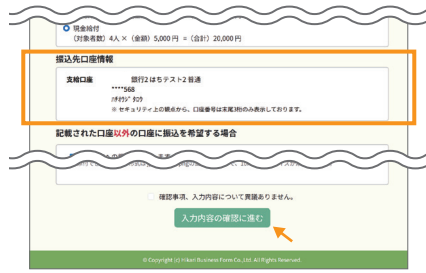 現金給付
(対象者数) 4人 × (金額) 5,000円 = (合計) 20,000円
振込先口座情報
支給口座 銀行2 はちテスト2 普通
****568
ﾊﾁｵｳｼﾞ ﾀﾛｳ
※ セキュリティ上の観点から、口座番号は末尾3桁のみ表示しております。
記載された口座以外の口座に振込を希望する場合
確認事項、入力内容について異議ありません。
入力内容の確認に進む
© Copyright (c) Hikari Business Form Co.,Ltd. All Rights Reserved.